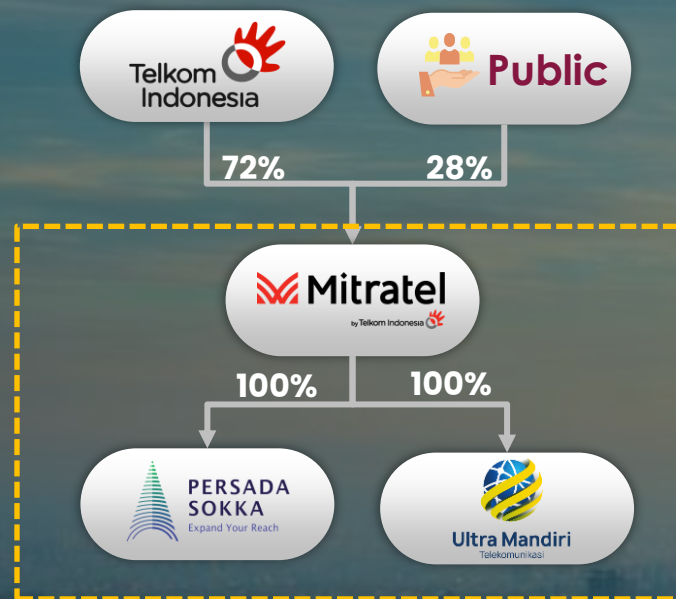 Telkom
Indonesia
Public
72%
28%
Mitratel
by Telkom Indonesia
100%
100%
PERSADA
SOKKA
Expand Your Reach
Ultra Mandiri
Telekomunikasi